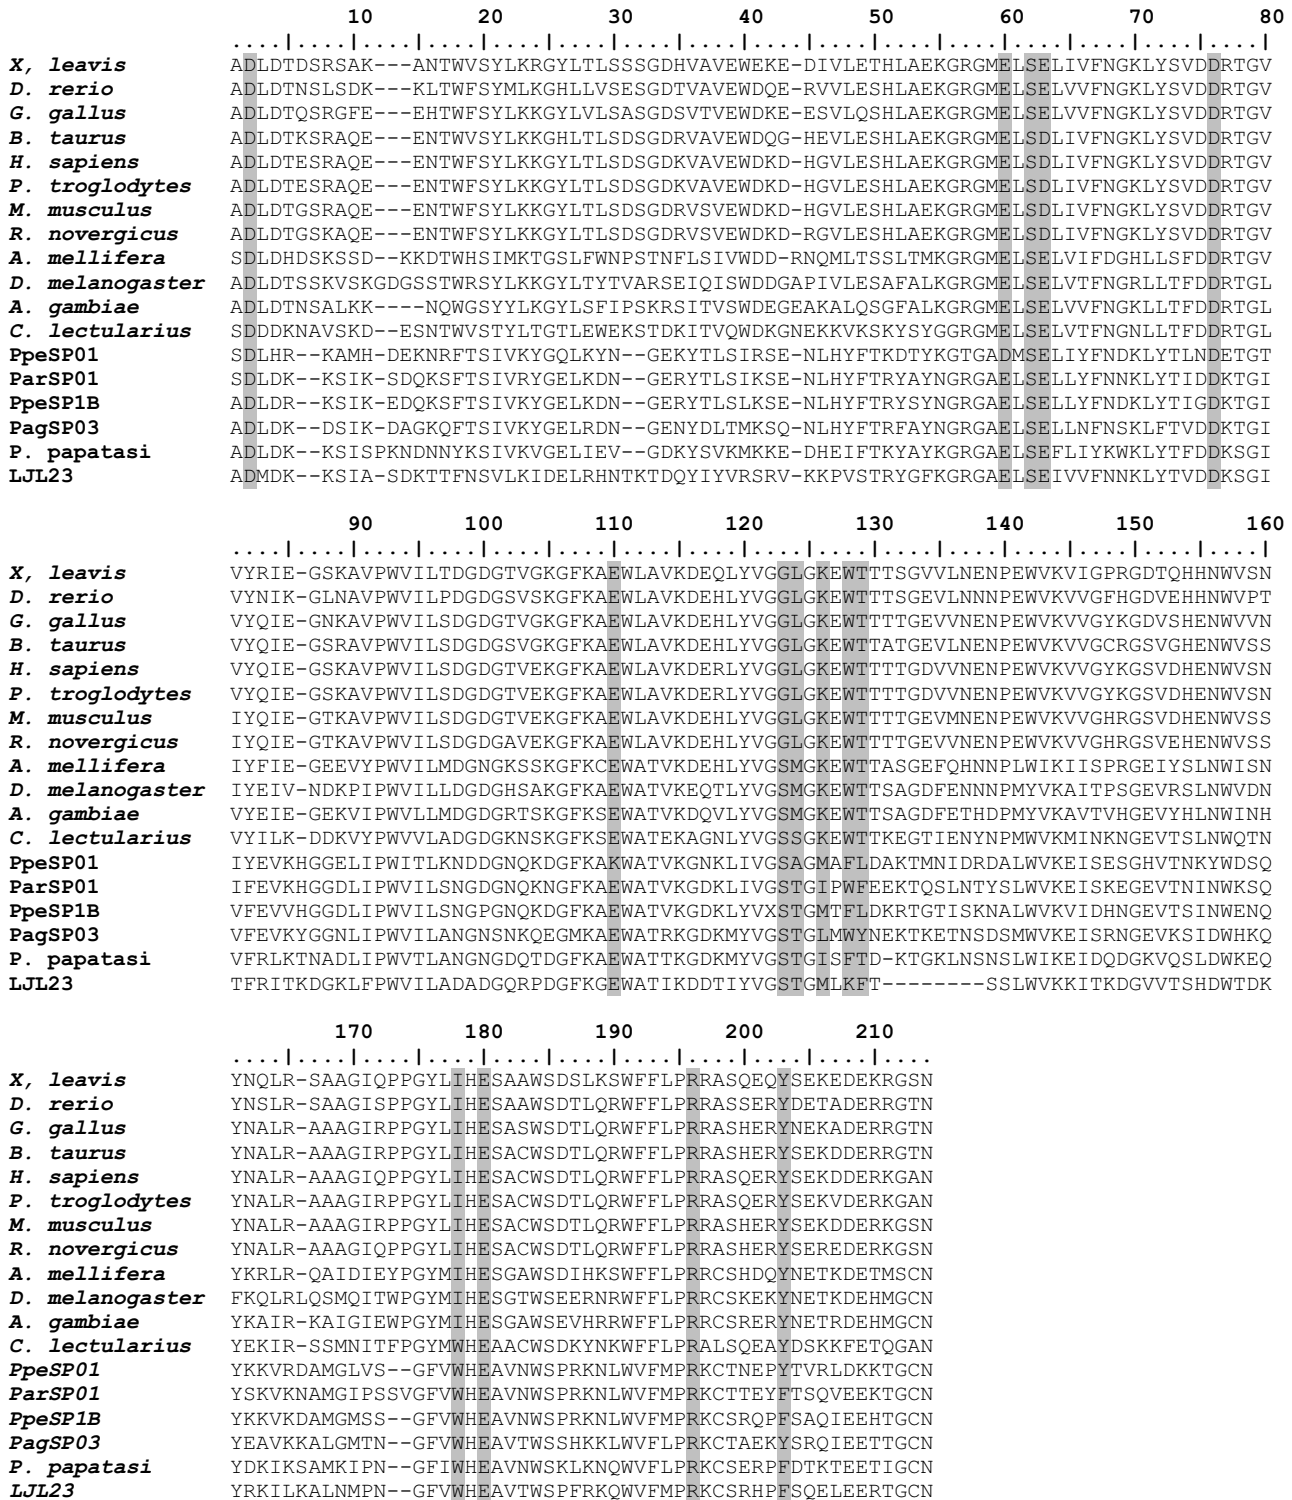 10 20 30 40 50 60 70 80
....|....|....|....|....|....|....|....|....|....|....|....|....|....|....|....|
X, leavis ADLDTDSRSAK---ANTWVSYLKRGYLTLSSSGDHVAVEWEKE-DIVLETHLAEKGRGMELSELIVFNGKLYSVDDRTGV
D. rerio ADLDTNSLSDK---KLTWFSYMLKGHLLVSESGDTVAVEWDQE-RVVLESHLAEKGRGMELSELVVFNGKLYSVDDRTGV
G. gallus ADLDTQSRGFE---EHTWFSYLKKGYLVLSASGDSVTVEWDKE-ESVLQSHLAEKGRGMELSELVVFNGKLYSVDDRTGV
B. taurus ADLDTKSRAQE---ENTWVSYLKKGHLTLSDSGDKVAVEWDQG-HEVLESHLAEKGRGMELSELVVFNGKLYSVDDRTGV
H. sapiens ADLDTESRAQE---ENTWFSYLKKGYLTLSDSGDKVAVEWDKD-HGVLESHLAEKGRGMELSDLIVFNGKLYSVDDRTGV
P. troglodytes ADLDTESRAQE---ENTWFSYLKKGYLTLSDSGDKVAVEWDKD-HGVLESHLAEKGRGMELSDLIVFNGKLYSVDDRTGV
M. musculus ADLDTGSRAQE---ENTWFSYLKKGYLTLSDSGDRVSVEWDKD-HGVLESHLAEKGRGMELSDLIVFNGKLYSVDDRTGV
R. novergicus ADLDTGSKAQE---ENTWFSYLKKGYLTLSDSGDRVSVEWDKD-RGVLESHLAEKGRGMELSDLIVFNGKLYSVDDRTGV
A. mellifera SDLDHDSKSSD--KKDTWHSIMKTGSLFWNPSTNFLSIVWDD-RNQMLTSSLTMKGRGMELSELVIFDGHLLSFDDRTGV
D. melanogaster ADLDTSSKVSKGDGSSTWRSYLKKGYLTYTVARSEIQISWDDGAPIVLESAFALKGRGMELSELVTFNGRLLTFDDRTGL
A. gambiae ADLDTNSALKK----NQWGSYYLKGYLSFIPSKRSITVSWDEGEAKALQSGFALKGRGMELSELVVFNGKLLTFDDRTGL
C. lectularius SDDDKNAVSKD--ESNTWVSTYLTGTLEWEKSTDKITVQWDKGNEKKVKSKYSYGGRGMELSELVTFNGNLLTFDDRTGL
PpeSP01 SDLHR--KAMH-DEKNRFTSIVKYGQLKYN--GEKYTLSIRSE-NLHYFTKDTYKGTGADMSELIYFNDKLYTLNDETGT
ParSP01 SDLDK--KSIK-SDQKSFTSIVRYGELKDN--GERYTLSIKSE-NLHYFTRYAYNGRGAELSELLYFNNKLYTIDDKTGI
PpeSP1B ADLDR--KSIK-EDQKSFTSIVKYGELKDN--GERYTLSLKSE-NLHYFTRYSYNGRGAELSELLYFDNKLYTIGDKTGI
PagSP03 ADLDK--DSIK-DAGKQFTSIVKYGELRDN--GENYDLTMKSQ-NLHYFTRFAYNGRGAELSELLNFNSKLFTVDDKTGI
P. papatasi ADLDK--KSISPKNDNNYKSIVKVGELIEV--GDKYSVKMKKE-DHEIFTKYAYKGRGAELSEFLIYKWKLYTFDDKSGI
LJL23 ADMDK--KSIA-SDKTTFNSVLKIDELRHNTKTDQYIYVRSRV-KKPVSTRYGFKGRGAELSEIVVFNNKLYTVDDKSGI
90 100 110 120 130 140 150 160
....|....|....|....|....|....|....|....|....|....|....|....|....|....|....|....|
X, leavis VYRIE-GSKAVPWVILTDGDGTVGKGFKAEWLAVKDEQLYVGGLGKEWTTTSGVVLNENPEWVKVIGPRGDTQHHNWVSN
D. rerio VYNIK-GLNAVPWVILPDGDGSVSKGFKAEWLAVKDEHLYVGGLGKEWTTTSGEVLNNNPEWVKVVGFHGDVEHHNWVPT
G. gallus VYQIE-GNKAVPWVILSDGDGTVGKGFKAEWLAVKDEHLYVGGLGKEWTTTTGEVVNENPEWVKVVGYKGDVSHENWVVN
B. taurus VYQIE-GSRAVPWVILSDGDGSVGKGFKAEWLAVKDEHLYVGGLGKEWTTATGEVLNENPEWVKVVGCRGSVGHENWVSS
H. sapiens VYQIE-GSKAVPWVILSDGDGTVEKGFKAEWLAVKDERLYVGGLGKEWTTTTGDVVNENPEWVKVVGYKGSVDHENWVSN
P. troglodytes VYQIE-GSKAVPWVILSDGDGTVEKGFKAEWLAVKDERLYVGGLGKEWTTTTGDVVNENPEWVKVVGYKGSVDHENWVSN
M. musculus IYQIE-GTKAVPWVILSDGDGTVEKGFKAEWLAVKDEHLYVGGLGKEWTTTTGEVMNENPEWVKVVGHRGSVDHENWVSS
R. novergicus IYQIE-GTKAVPWVILSDGDGAVEKGFKAEWLAVKDEHLYVGGLGKEWTTTTGEVVNENPEWVKVVGHRGSVEHENWVSS
A. mellifera IYFIE-GEEVYPWVILMDGNGKSSKGFKCEWATVKDEHLYVGSMGKEWTTASGEFQHNNPLWIKIISPRGEIYSLNWISN
D. melanogaster IYEIV-NDKPIPWVILLDGDGHSAKGFKAEWATVKEQTLYVGSMGKEWTTSAGDFENNNPMYVKAITPSGEVRSLNWVDN
A. gambiae VYEIE-GEKVIPWVLLMDGDGRTSKGFKSEWATVKDQVLYVGSMGKEWTTSAGDFETHDPMYVKAVTVHGEVYHLNWINH
C. lectularius VYILK-DDKVYPWVVLADGDGKNSKGFKSEWATEKAGNLYVGSSGKEWTTKEGTIENYNPMWVKMINKNGEVTSLNWQTN
PpeSP01 IYEVKHGGELIPWITLKNDDGNQKDGFKAKWATVKGNKLIVGSAGMAFLDAKTMNIDRDALWVKEISESGHVTNKYWDSQ
ParSP01 IFEVKHGGDLIPWVILSNGDGNQKNGFKAEWATVKGDKLIVGSTGIPWFEEKTQSLNTYSLWVKEISKEGEVTNINWKSQ
PpeSP1B VFEVVHGGDLIPWVILSNGPGNQKDGFKAEWATVKGDKLYVXSTGMTFLDKRTGTISKNALWVKVIDHNGEVTSINWENQ
PagSP03 VFEVKYGGNLIPWVILANGNSNKQEGMKAEWATRKGDKMYVGSTGLMWYNEKTKETNSDSMWVKEISRNGEVKSIDWHKQ
P. papatasi VFRLKTNADLIPWVTLANGNGDQTDGFKAEWATTKGDKMYVGSTGISFTD-KTGKLNSNSLWIKEIDQDGKVQSLDWKEQ
LJL23 TFRITKDGKLFPWVILADADGQRPDGFKGEWATIKDDTIYVGSTGMLKFT--------SSLWVKKITKDGVVTSHDWTDK
170 180 190 200 210
....|....|....|....|....|....|....|....|....|....|....
X, leavis YNQLR-SAAGIQPPGYLIHESAAWSDSLKSWFFLPRRASQEQYSEKEDEKRGSN
D. rerio YNSLR-SAAGISPPGYLIHESAAWSDTLQRWFFLPRRASSERYDETADERRGTN
G. gallus YNALR-AAAGIRPPGYLIHESASWSDTLQRWFFLPRRASHERYNEKADERRGTN
B. taurus YNALR-AAAGIRPPGYLIHESACWSDTLQRWFFLPRRASHERYSEKDDERRGTN
H. sapiens YNALR-AAAGIQPPGYLIHESACWSDTLQRWFFLPRRASQERYSEKDDERKGAN
P. troglodytes YNALR-AAAGIRPPGYLIHESACWSDTLQRWFFLPRRASQERYSEKVDERKGAN
M. musculus YNALR-AAAGIRPPGYLIHESACWSDTLQRWFFLPRRASHERYSEKDDERKGSN
R. novergicus YNALR-AAAGIQPPGYLIHESACWSDTLQRWFFLPRRASHERYSEREDERKGSN
A. mellifera YKRLR-QAIDIEYPGYMIHESGAWSDIHKSWFFLPRRCSHDQYNETKDETMSCN
D. melanogaster FKQLRLQSMQITWPGYMIHESGTWSEERNRWFFLPRRCSKEKYNETKDEHMGCN
A. gambiae YKAIR-KAIGIEWPGYMIHESGAWSEVHRRWFFLPRRCSRERYNETRDEHMGCN
C. lectularius YEKIR-SSMNITFPGYMWHEAACWSDKYNKWFFLPRALSQEAYDSKKFETQGAN
PpeSP01 YKKVRDAMGLVS--GFVWHEAVNWSPRKNLWVFMPRKCTNEPYTVRLDKKTGCN
ParSP01 YSKVKNAMGIPSSVGFVWHEAVNWSPRKNLWVFMPRKCTTEYFTSQVEEKTGCN
PpeSP1B YKKVKDAMGMSS--GFVWHEAVNWSPRKNLWVFMPRKCSRQPFSAQIEEHTGCN
PagSP03 YEAVKKALGMTN--GFVWHEAVTWSSHKKLWVFLPRKCTAEKYSRQIEETTGCN
P. papatasi YDKIKSAMKIPN--GFIWHEAVNWSKLKNQWVFLPRKCSERPFDTKTEETIGCN
LJL23 YRKILKALNMPN--GFVWHEAVTWSPFRKQWVFMPRKCSRHPFSQELEERTGCN